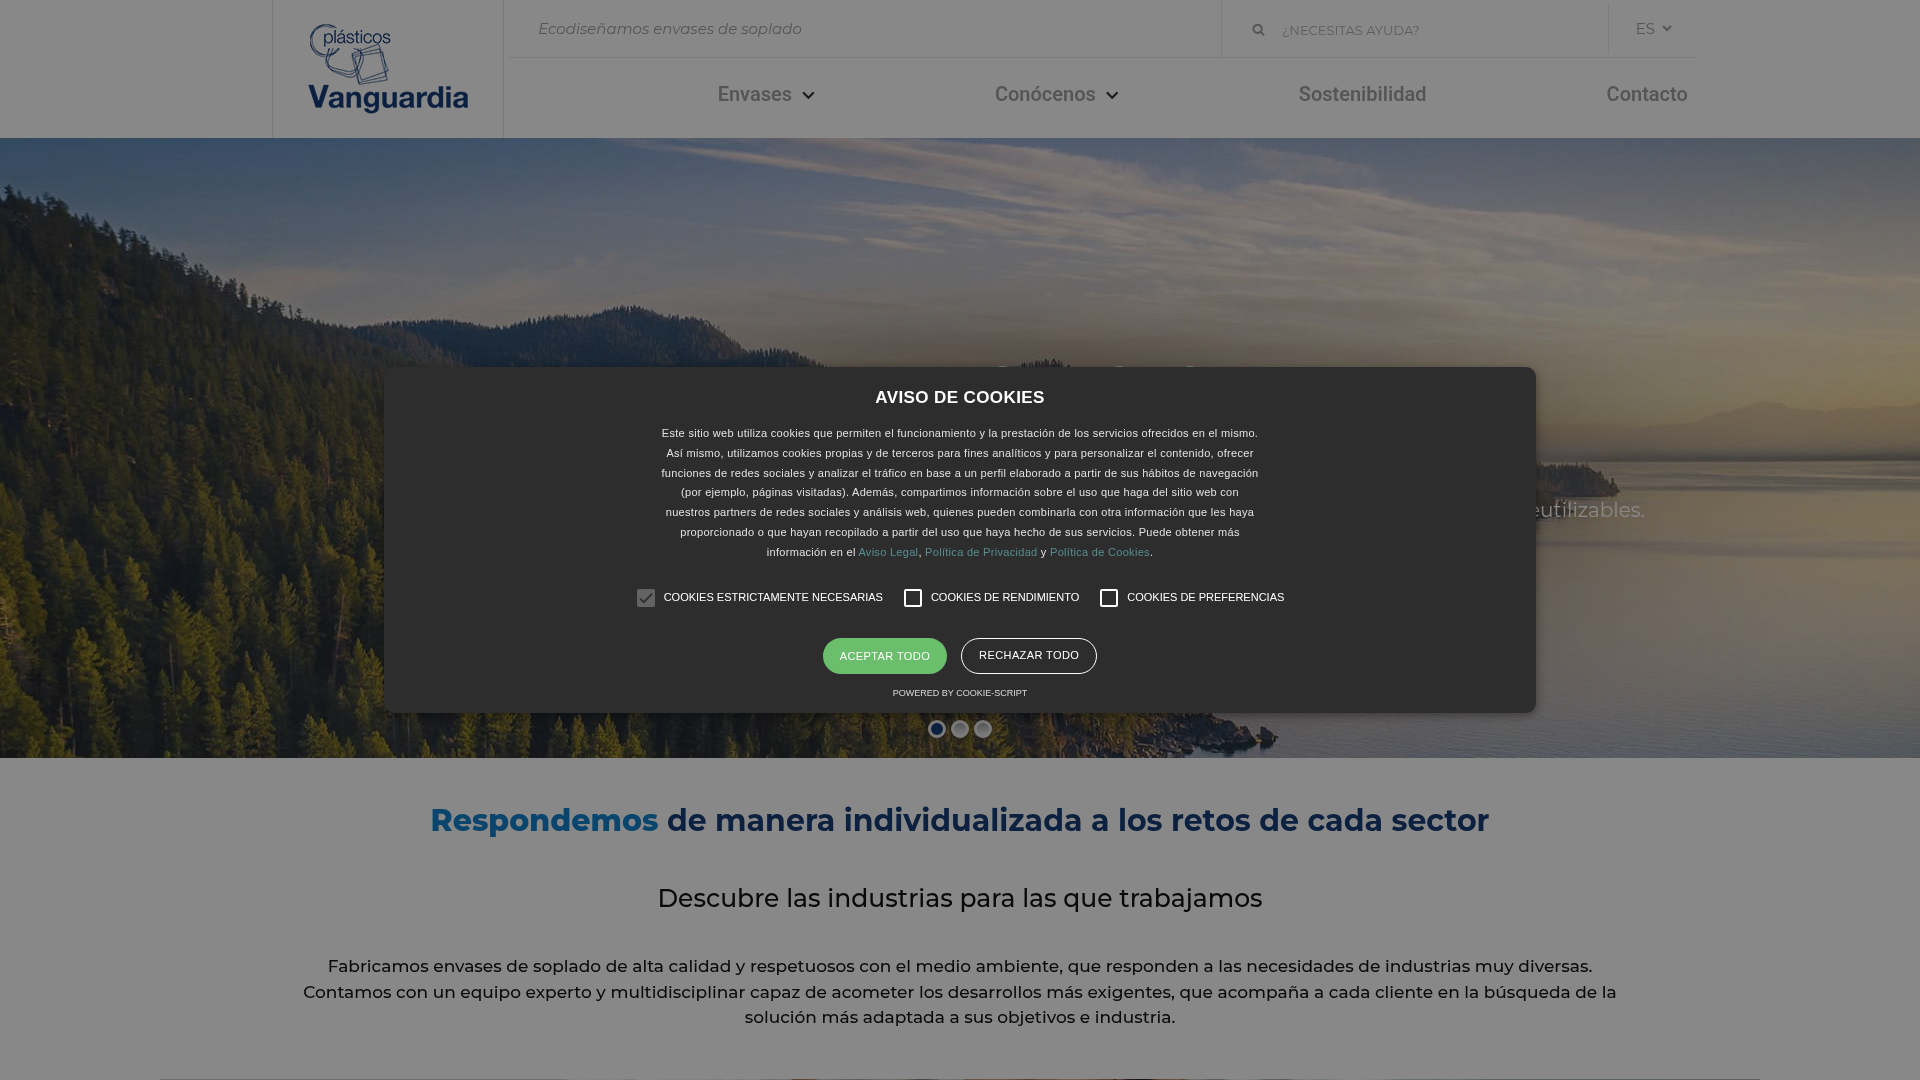 plásticos
Vanguardia
Ecodiseñamos envases de soplado
¿NECESITAS AYUDA?
ES
Envases
Conócenos
Sostenibilidad
Contacto
AVISO DE COOKIES
Este sitio web utiliza cookies que permiten el funcionamiento y la prestación de los servicios ofrecidos en el mismo.
Así mismo, utilizamos cookies propias y de terceros para fines analíticos y para personalizar el contenido, ofrecer
funciones de redes sociales y analizar el tráfico en base a un perfil elaborado a partir de sus hábitos de navegación
(por ejemplo, páginas visitadas). Además, compartimos información sobre el uso que haga del sitio web con
nuestros partners de redes sociales y análisis web, quienes pueden combinarla con otra información que les haya
proporcionado o que hayan recopilado a partir del uso que haya hecho de sus servicios. Puede obtener más
información en el Aviso Legal, Política de Privacidad y Política de Cookies.
eutilizables.
COOKIES ESTRICTAMENTE NECESARIAS
COOKIES DE RENDIMIENTO
COOKIES DE PREFERENCIAS
ACEPTAR TODO
RECHAZAR TODO
POWERED BY COOKIE-SCRIPT
Respondemos de manera individualizada a los retos de cada sector
Descubre las industrias para las que trabajamos
Fabricamos envases de soplado de alta calidad y respetuosos con el medio ambiente, que responden a las necesidades de industrias muy diversas.
Contamos con un equipo experto y multidisciplinar capaz de acometer los desarrollos más exigentes, que acompaña a cada cliente en la búsqueda de la
solución más adaptada a sus objetivos e industria.